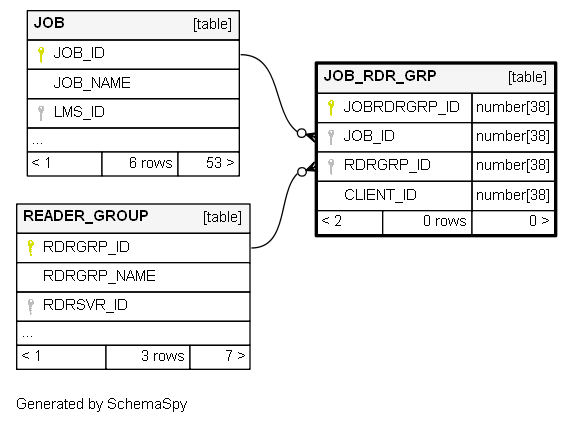 JOB [table]
JOB_ID
JOB_NAME
LMS_ID
...
< 1 6 rows 53 >
JOB_RDR_GRP [table]
JOBRDRGRP_ID number[38]
JOB_ID number[38]
RDRGRP_ID number[38]
CLIENT_ID number[38]
< 2 0 rows 0 >
READER_GROUP [table]
RDRGRP_ID
RDRGRP_NAME
RDRSVR_ID
...
< 1 3 rows 7 >
Generated by SchemaSpy